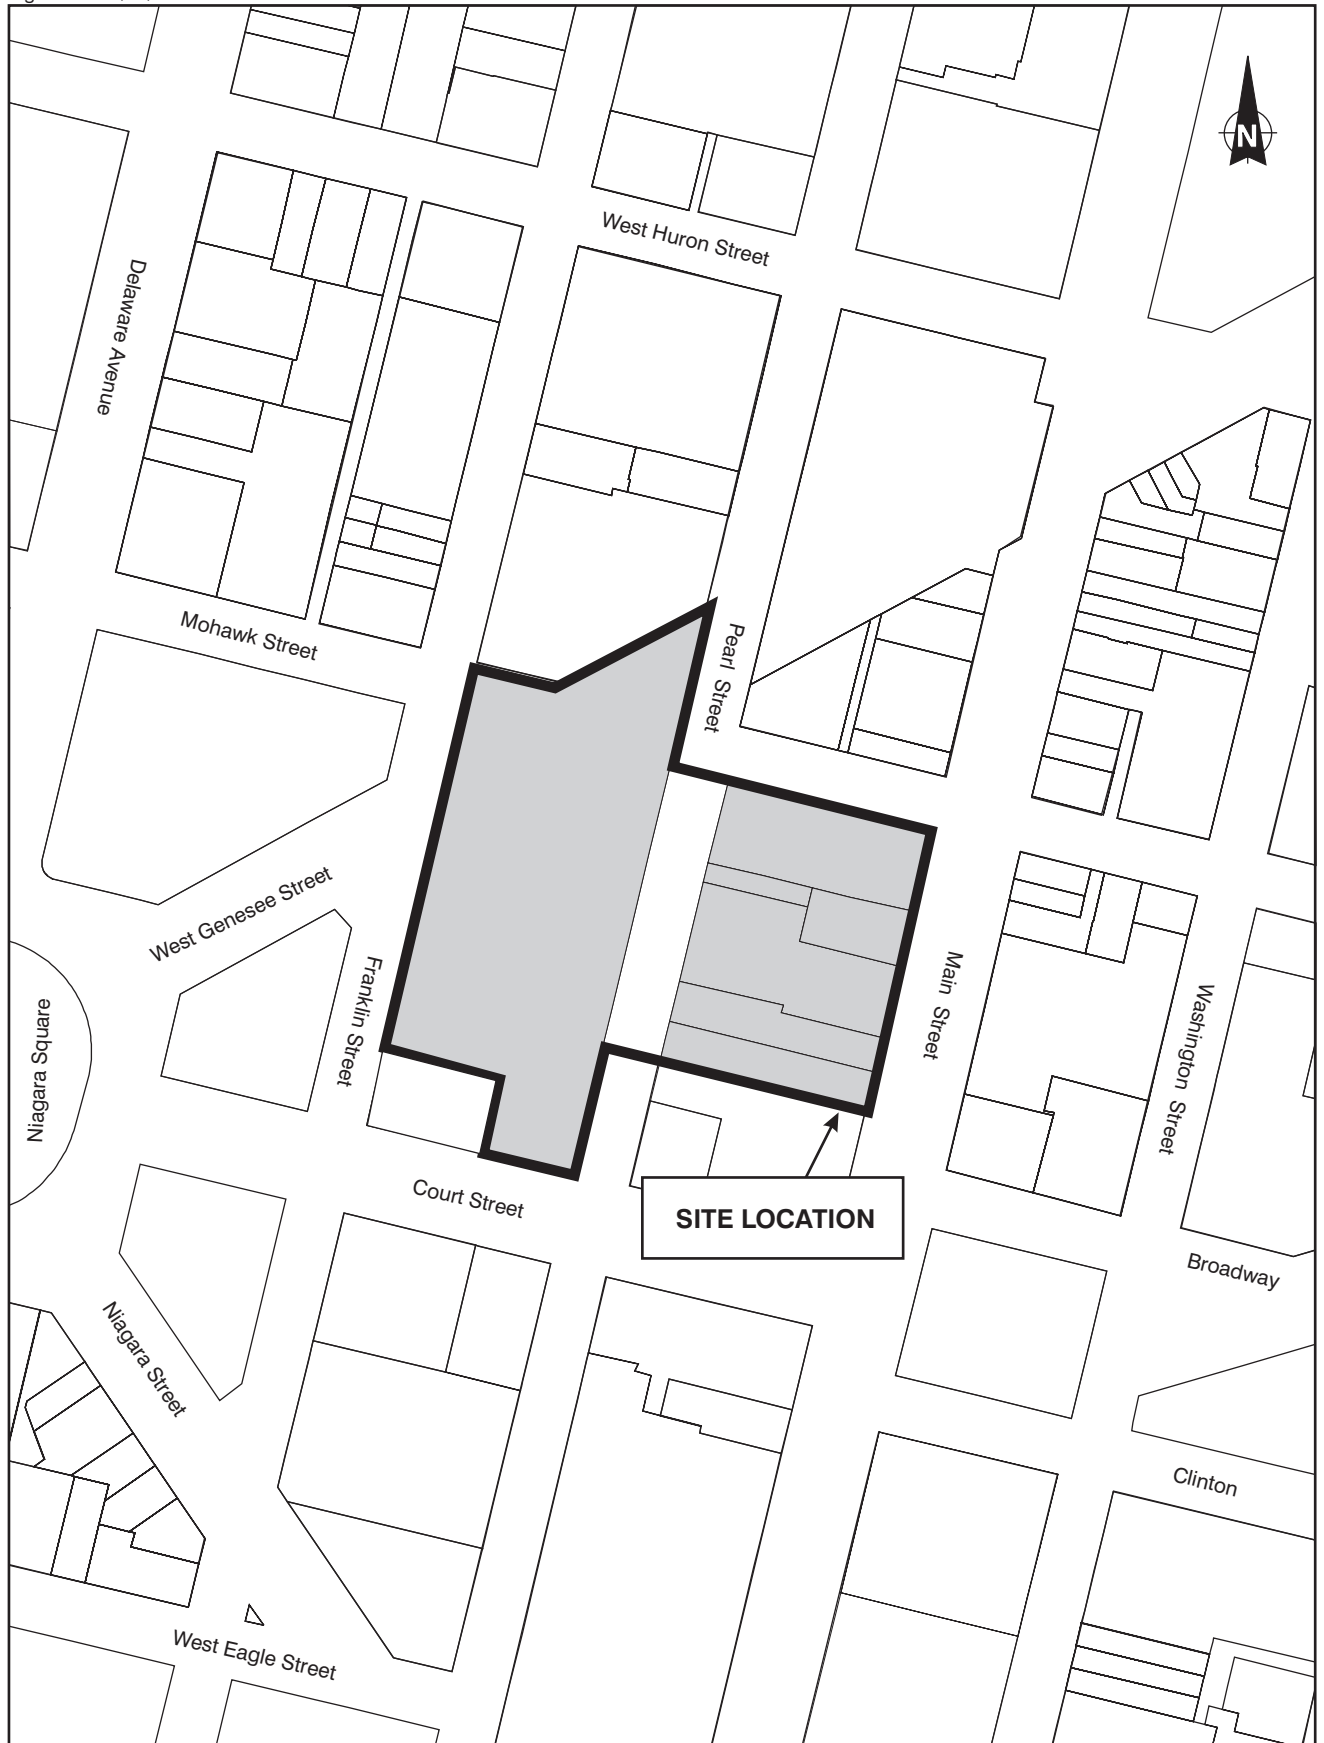 N
West Huron Street
Delaware Avenue
Mohawk Street
Pearl Street
West Genesee Street
Franklin Street
Main Street
Washington Street
Niagara Square
Court Street
SITE LOCATION
Broadway
Niagara Street
Clinton
West Eagle Street